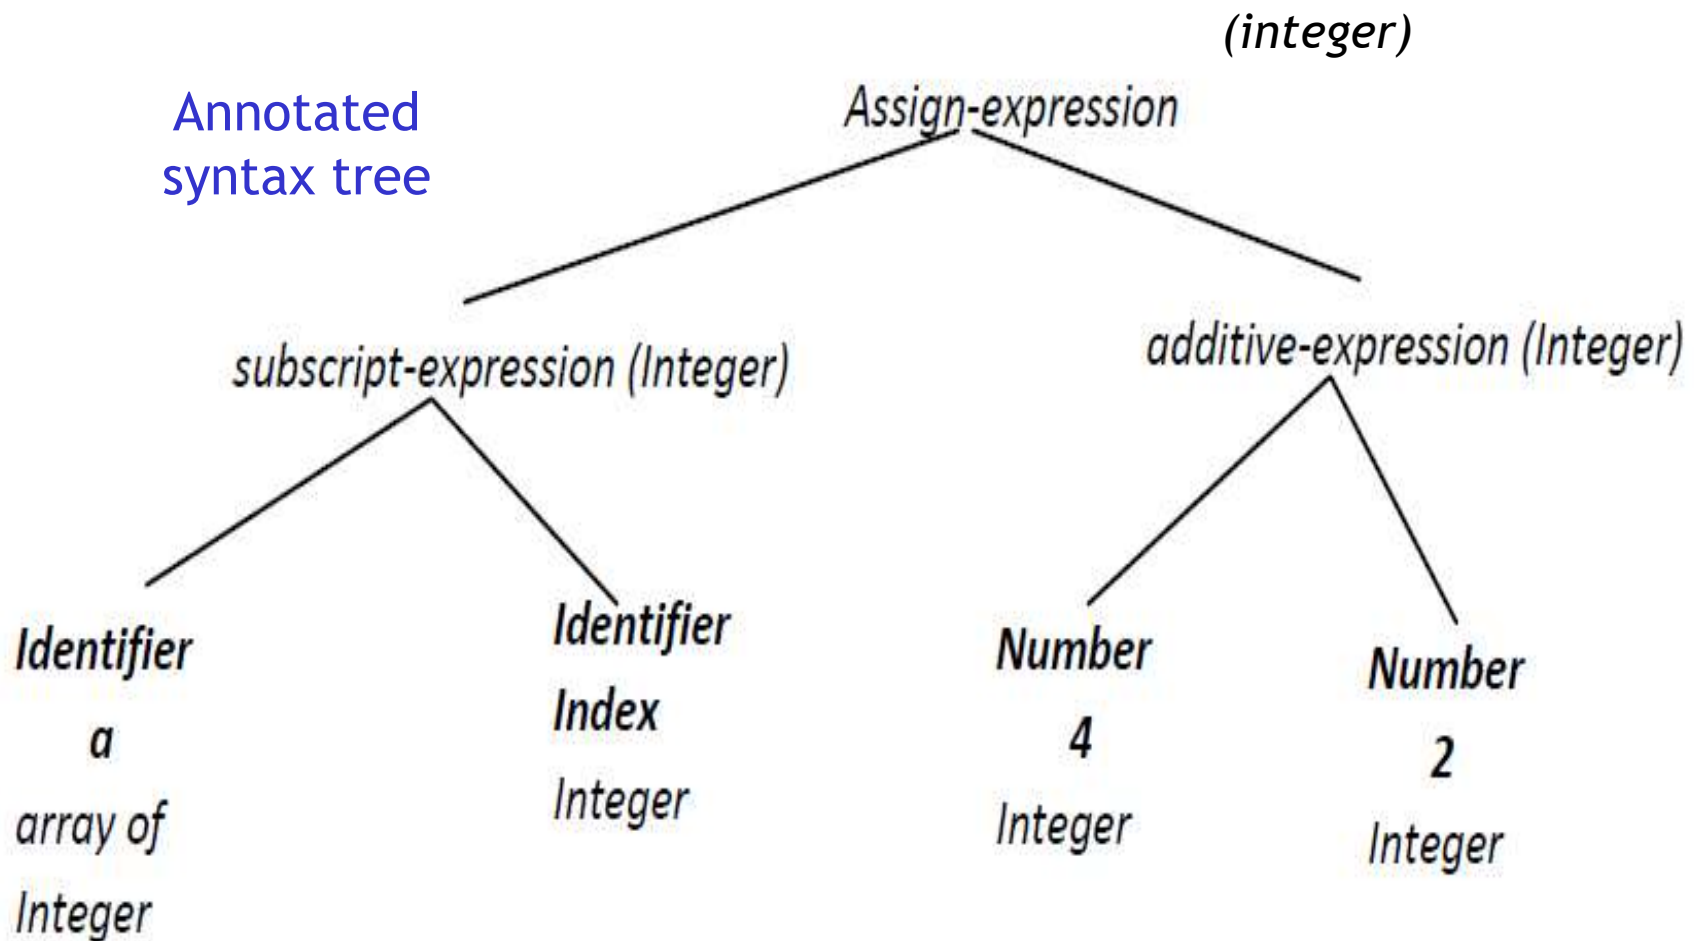 (integer)
Annotated
syntax tree
Assign-expression
subscript-expression (Integer)
additive-expression (Integer)
Identifier
a
array of
Integer
Identifier
Index
Integer
Number
4
Integer
Number
2
Integer